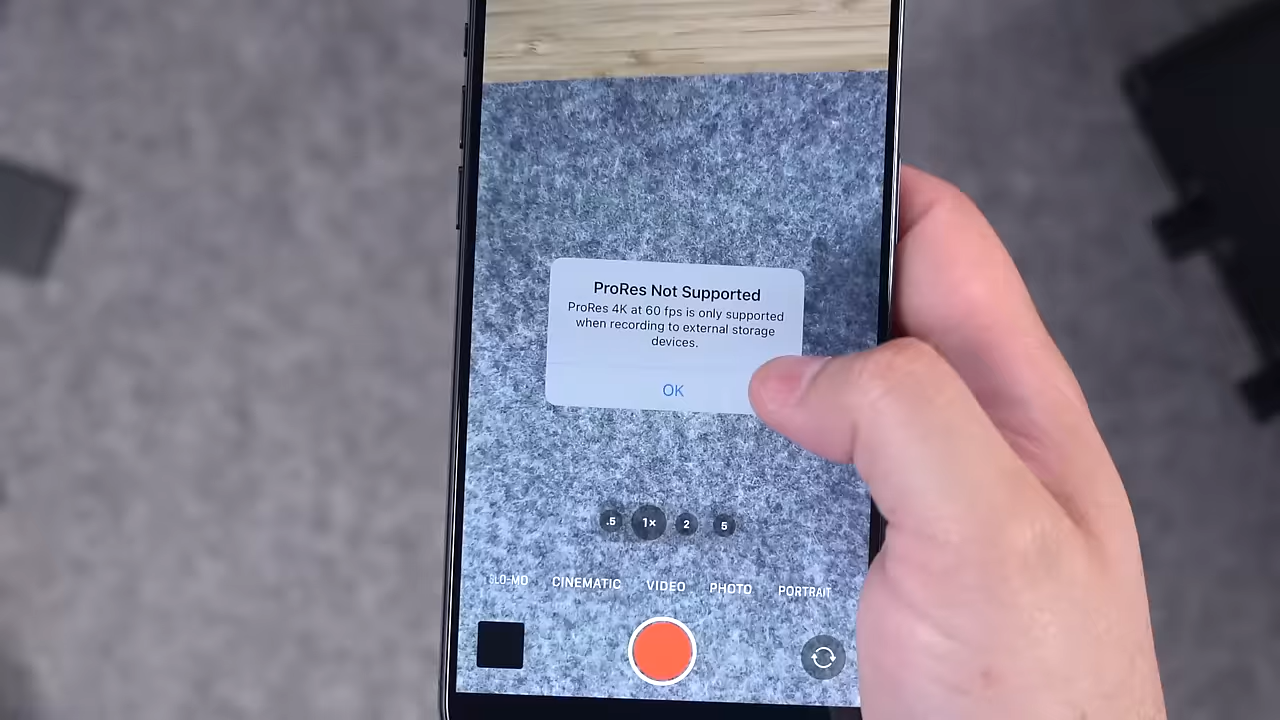 ProRes Not Supported
ProRes 4K at 60 fps is only supported
when recording to external storage
devices.
OK
.5 1× 2 5
SLO-MO CINEMATIC VIDEO PHOTO PORTRAIT